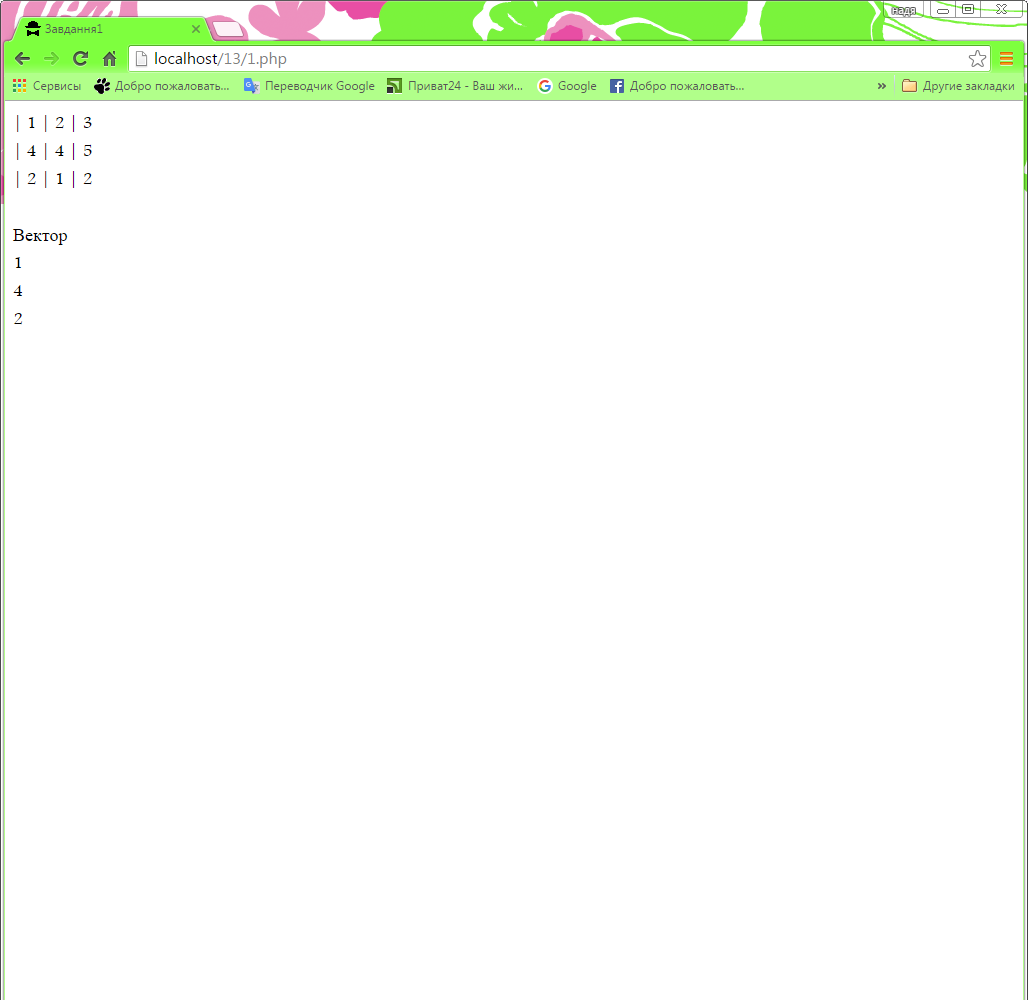 надя
Завдання1
localhost/13/1.php
Сервисы
Добро пожаловать...
Переводчик Google
Приват24 - Ваш жи...
Google
Добро пожаловать...
»
Другие закладки
| 1 | 2 | 3
| 4 | 4 | 5
| 2 | 1 | 2
Вектор
1
4
2